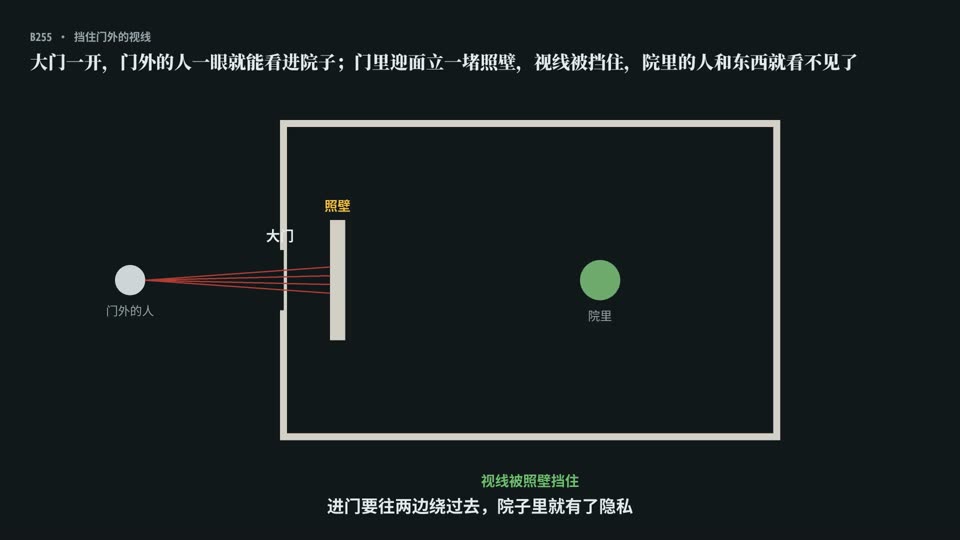 B255 · 挡住门外的视线
大门一开，门外的人一眼就能看进院子；门里迎面立一堵照壁，视线被挡住，院里的人和东西就看不见了
照壁
大门
门外的人
院里
视线被照壁挡住
进门要往两边绕过去，院子里就有了隐私